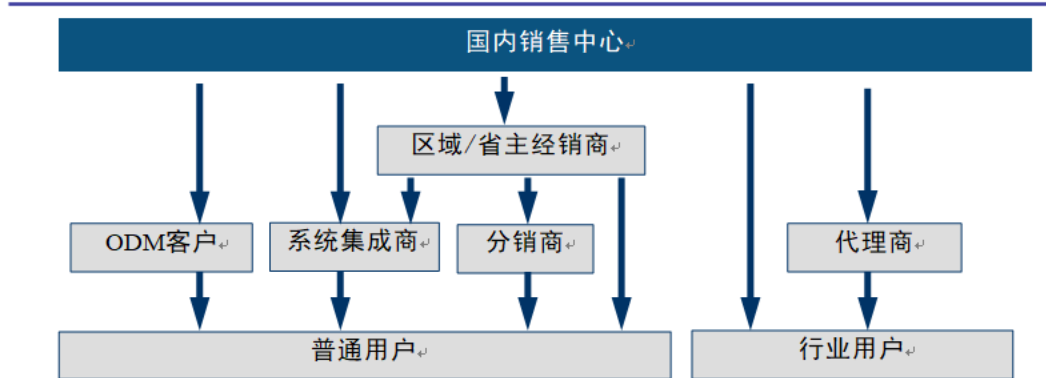 国内销售中心
区域/省主经销商
ODM客户
系统集成商
分销商
代理商
普通用户
行业用户